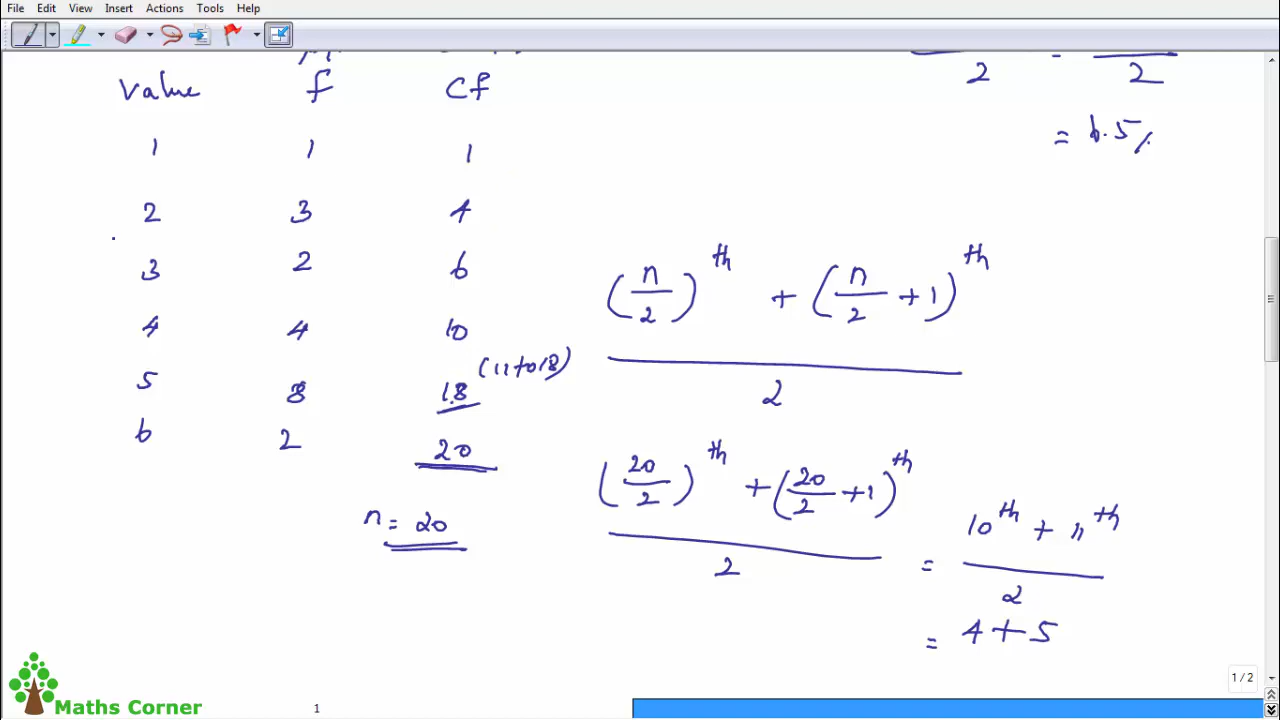 File Edit View Insert Actions Tools Help
2 2
value f cf
= 6.5%
1 1 1
2 3 4
3 2 6
4 4 10
5 8 18 (11 to 18)
6 2 20
n = 20
(n/2)th + (n/2 + 1)th
2
(20/2)th + (20/2 + 1)th
2
= 10th + 11th
2
= 4 + 5
Maths Corner
1
1 / 2